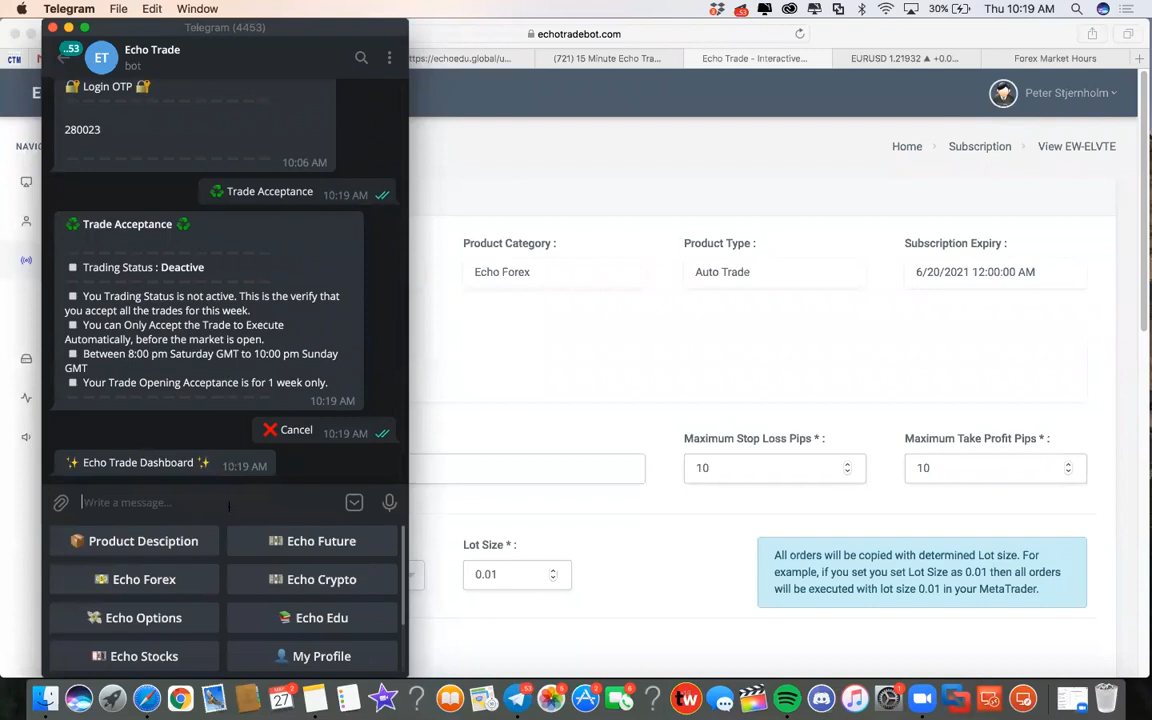 Telegram File Edit Window
30% Thu 10:19 AM
Telegram (4453)
..53
ET
Echo Trade
bot
Login OTP
280023
10:06 AM
Trade Acceptance 10:19 AM
Trade Acceptance
Trading Status : Deactive
You Trading Status is not active. This is the verify that
you accept all the trades for this week.
You can Only Accept the Trade to Execute
Automatically, before the market is open.
Between 8:00 pm Saturday GMT to 10:00 pm Sunday
GMT
Your Trade Opening Acceptance is for 1 week only.
10:19 AM
Cancel 10:19 AM
Echo Trade Dashboard 10:19 AM
Write a message...
Product Desciption Echo Future
Echo Forex Echo Crypto
Echo Options Echo Edu
Echo Stocks My Profile
echotradebot.com
CTM
https://echoedu.global/u... (721) 15 Minute Echo Tra... Echo Trade - Interactive... EURUSD 1.21932 ▲ +0.0... Forex Market Hours
E
Peter Stjernholm
NAVIG
Home Subscription View EW-ELVTE
Product Category : Product Type : Subscription Expiry :
Echo Forex Auto Trade 6/20/2021 12:00:00 AM
Maximum Stop Loss Pips * : Maximum Take Profit Pips * :
10 10
Lot Size * :
0.01
All orders will be copied with determined Lot size. For
example, if you set you set Lot Size as 0.01 then all orders
will be executed with lot size 0.01 in your MetaTrader.
27
tw